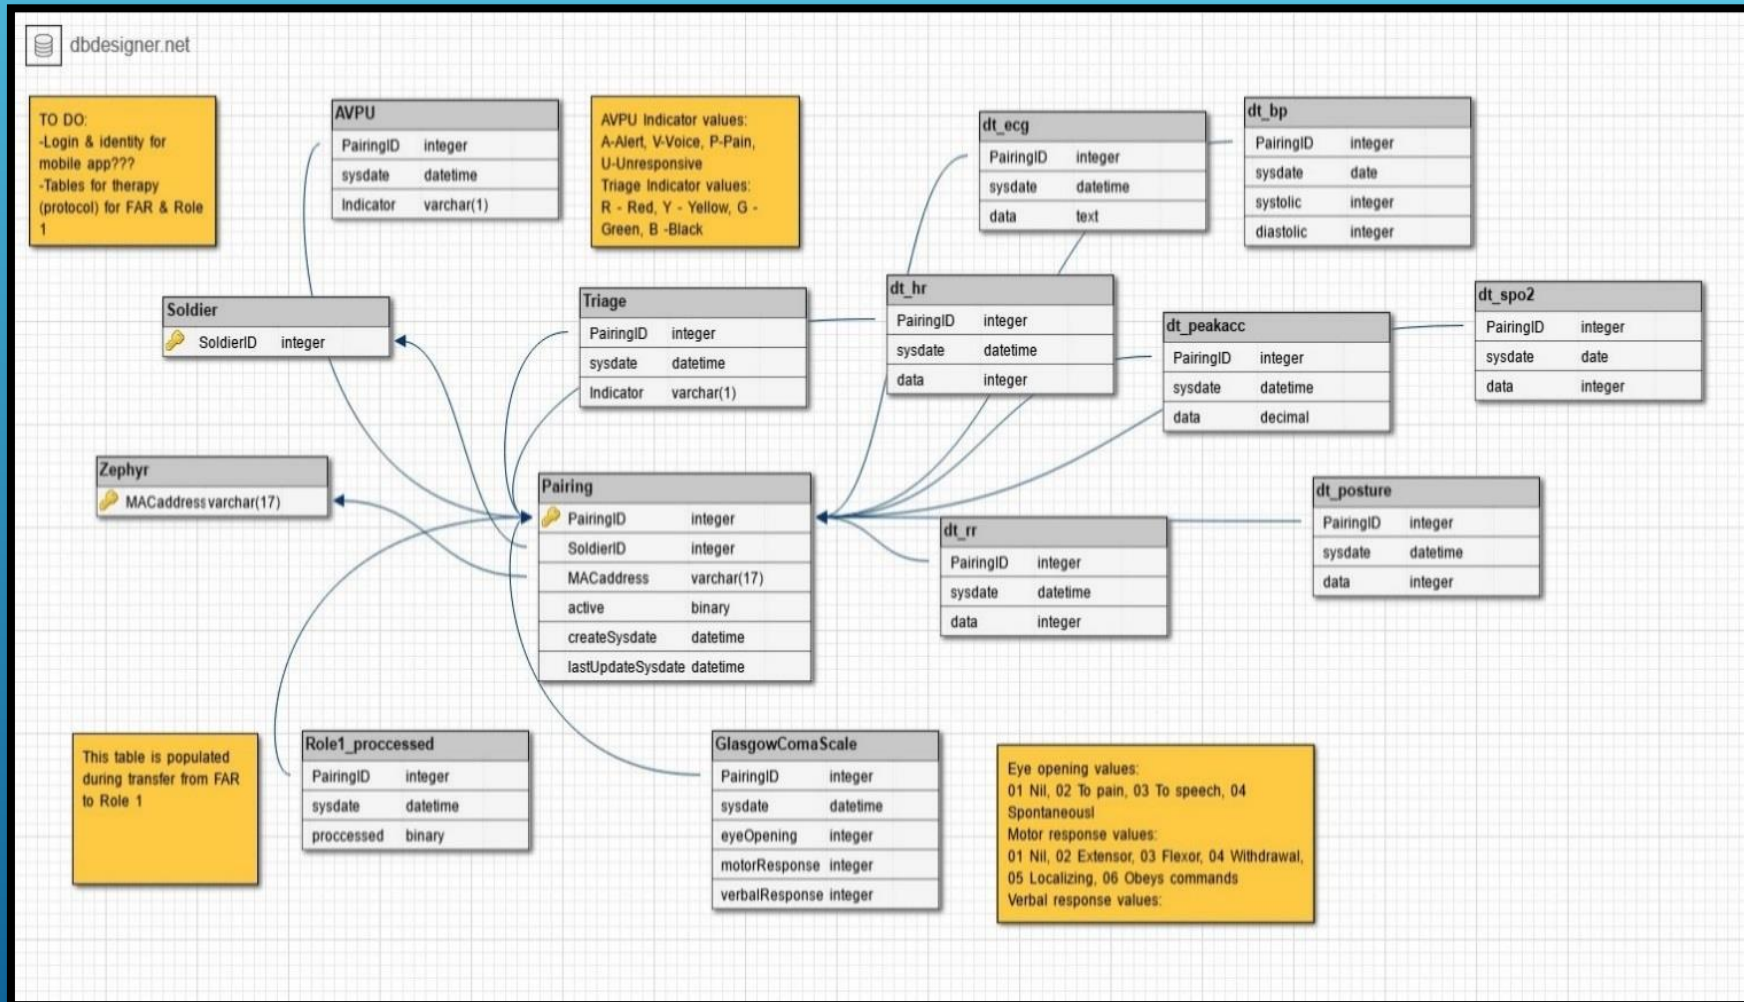 dbdesigner.net
TO DO:
-Login & identity for
mobile app???
-Tables for therapy
(protocol) for FAR & Role
1
AVPU
PairingID integer
sysdate datetime
Indicator varchar(1)
AVPU Indicator values:
A-Alert, V-Voice, P-Pain,
U-Unresponsive
Triage Indicator values:
R - Red, Y - Yellow, G -
Green, B -Black
dt_ecg
PairingID integer
sysdate datetime
data text
dt_bp
PairingID integer
sysdate date
systolic integer
diastolic integer
Soldier
SoldierID integer
Triage
PairingID integer
sysdate datetime
Indicator varchar(1)
dt_hr
PairingID integer
sysdate datetime
data integer
dt_peakacc
PairingID integer
sysdate datetime
data decimal
dt_spo2
PairingID integer
sysdate date
data integer
Zephyr
MACaddress varchar(17)
Pairing
PairingID integer
SoldierID integer
MACaddress varchar(17)
active binary
createSysdate datetime
lastUpdateSysdate datetime
dt_rr
PairingID integer
sysdate datetime
data integer
dt_posture
PairingID integer
sysdate datetime
data integer
This table is populated
during transfer from FAR
to Role 1
Role1_proccessed
PairingID integer
sysdate datetime
proccessed binary
GlasgowComaScale
PairingID integer
sysdate datetime
eyeOpening integer
motorResponse integer
verbalResponse integer
Eye opening values:
01 Nil, 02 To pain, 03 To speech, 04
Spontaneousl
Motor response values:
01 Nil, 02 Extensor, 03 Flexor, 04 Withdrawal,
05 Localizing, 06 Obeys commands
Verbal response values: